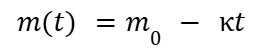 m(t) = m₀ − κt